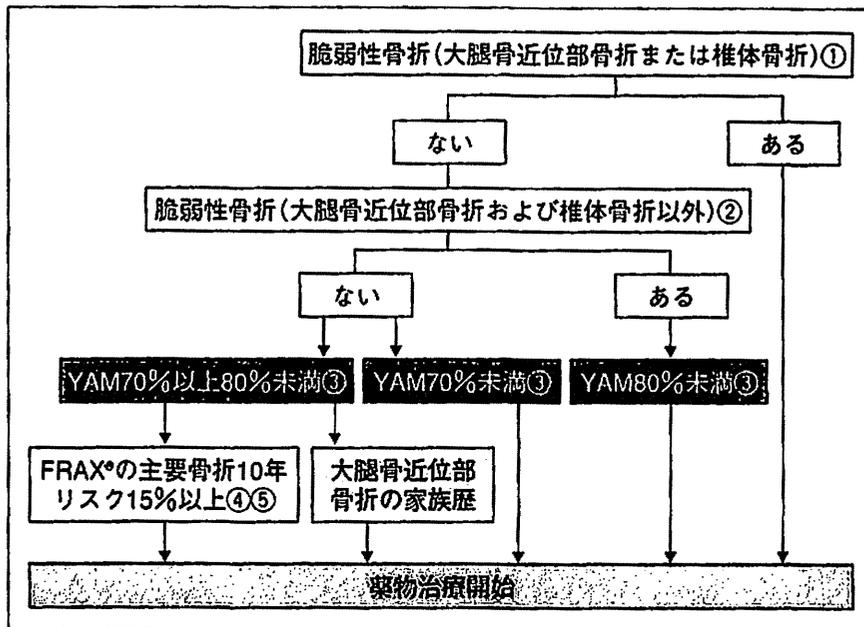 脆弱性骨折(大腿骨近位部骨折または椎体骨折)①
ない
ある
脆弱性骨折(大腿骨近位部骨折および椎体骨折以外)②
ない
ある
YAM70%以上80%未満③
YAM70%未満③
YAM80%未満③
FRAX®の主要骨折10年
リスク15%以上④⑤
大腿骨近位部
骨折の家族歴
薬物治療開始